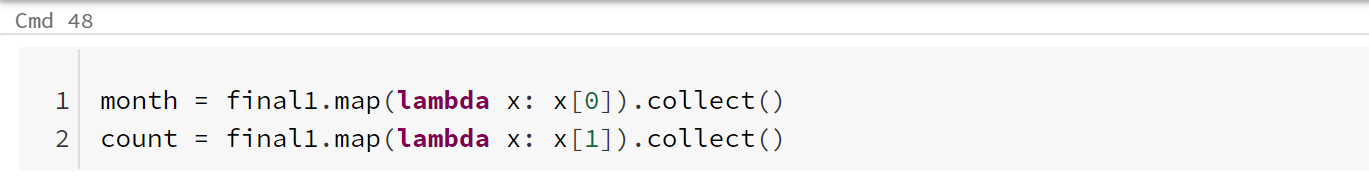 Cmd 48
1 month = final1.map(lambda x: x[0]).collect()
2 count = final1.map(lambda x: x[1]).collect()